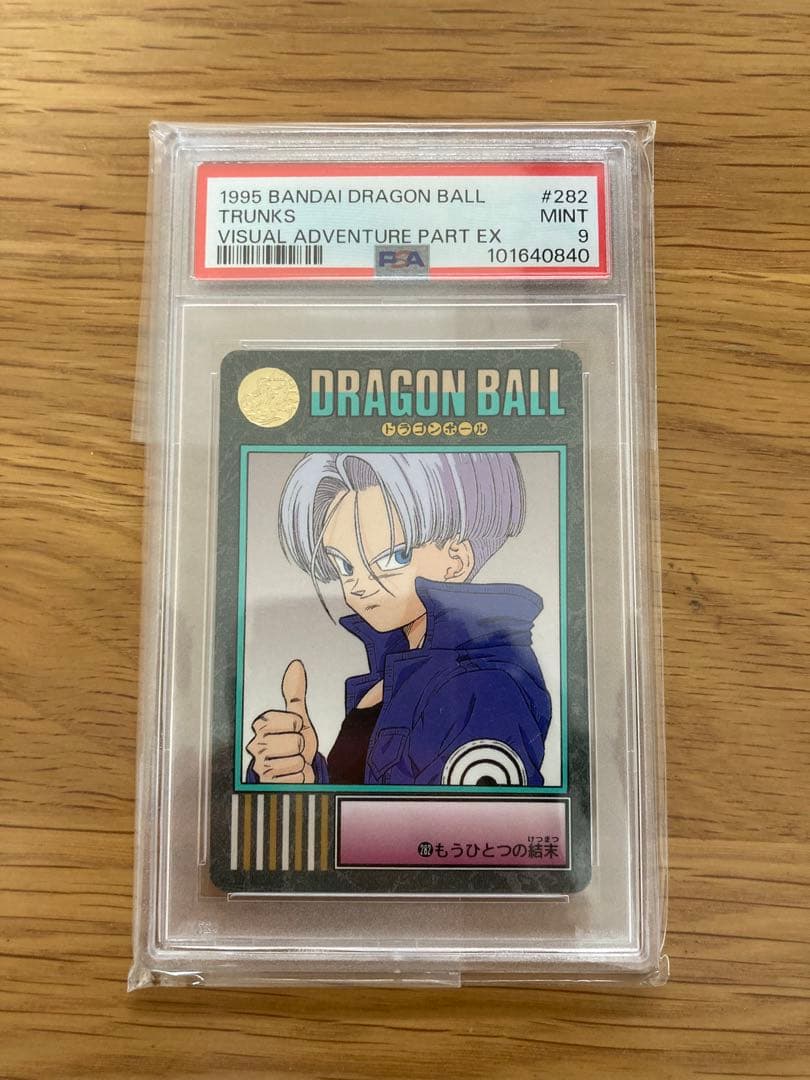 1995 BANDAI DRAGON BALL #282
TRUNKS MINT
VISUAL ADVENTURE PART EX 9
PSA 101640840
DRAGON BALL
ドラゴンボール
けつまつ
282 もうひとつの結末